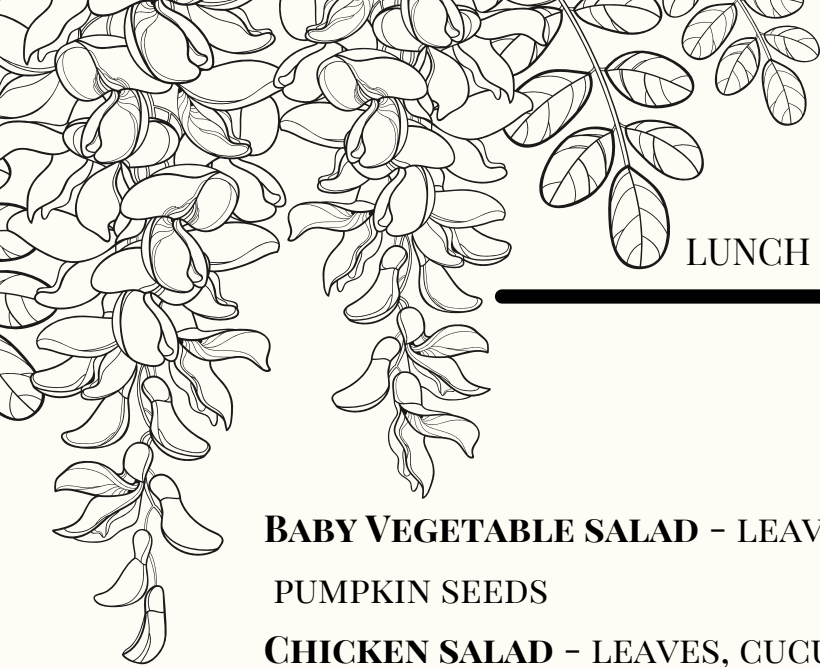 LUNCH
BABY VEGETABLE SALAD – LEAV
PUMPKIN SEEDS
CHICKEN SALAD – LEAVES, CUCU